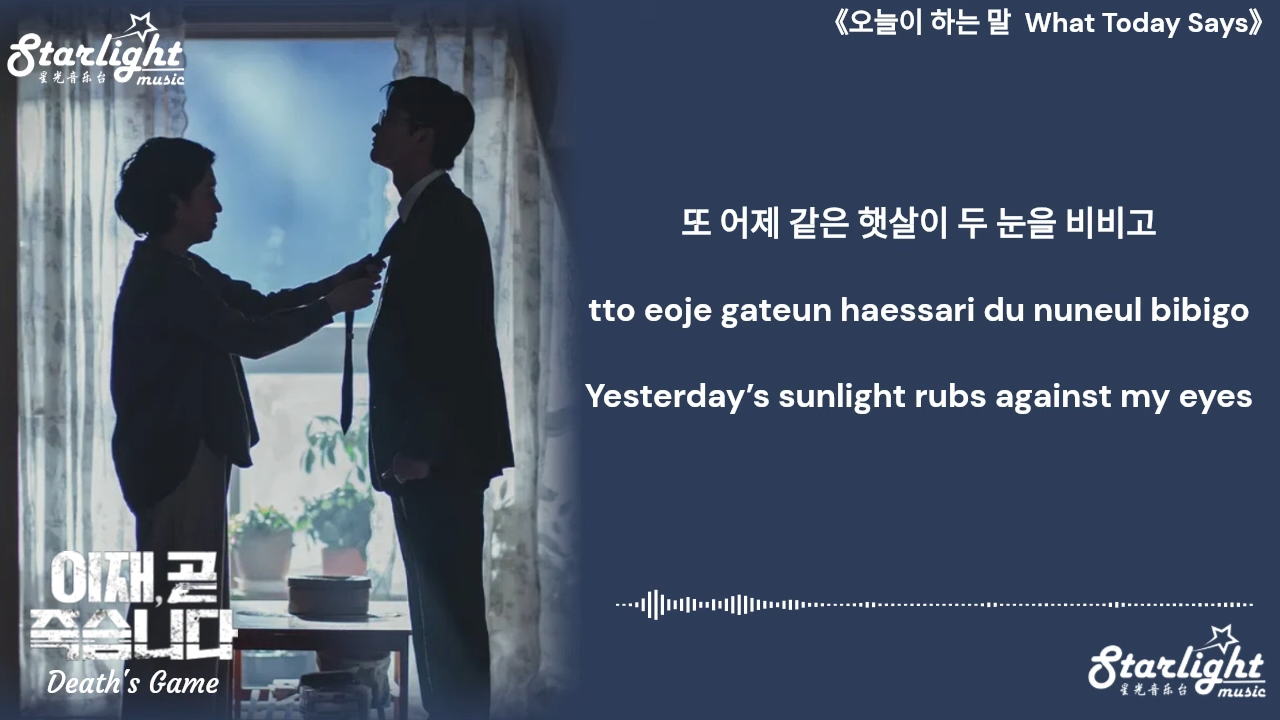 Starlight
星光音乐台 music
《오늘이 하는 말 What Today Says》
또 어제 같은 햇살이 두 눈을 비비고
tto eoje gateun haessari du nuneul bibigo
Yesterday’s sunlight rubs against my eyes
이재, 곧
죽습니다
Death's Game
Starlight
星光音乐台 music